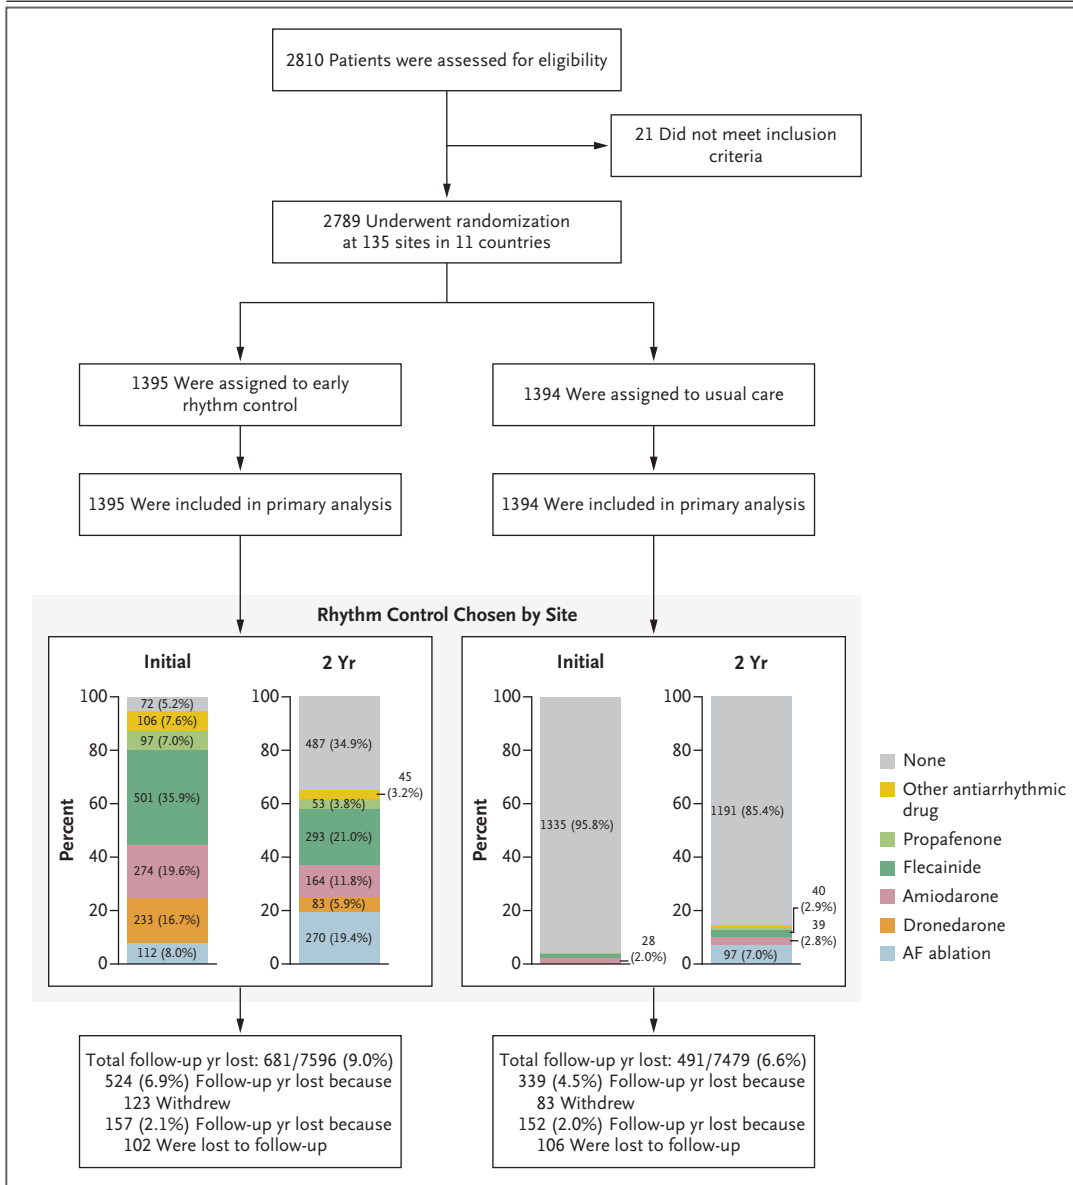 2810 Patients were assessed for eligibility
21 Did not meet inclusion
criteria
2789 Underwent randomization
at 135 sites in 11 countries
1395 Were assigned to early
rhythm control
1394 Were assigned to usual care
1395 Were included in primary analysis
1394 Were included in primary analysis
Rhythm Control Chosen by Site
Initial
2 Yr
Percent
100
80
60
40
20
0
72 (5.2%)
106 (7.6%)
97 (7.0%)
501 (35.9%)
274 (19.6%)
233 (16.7%)
112 (8.0%)
100
80
60
40
20
0
487 (34.9%)
45
(3.2%)
53 (3.8%)
293 (21.0%)
164 (11.8%)
83 (5.9%)
270 (19.4%)
Initial
2 Yr
Percent
100
80
60
40
20
0
1335 (95.8%)
28
(2.0%)
100
80
60
40
20
0
1191 (85.4%)
40
(2.9%)
39
(2.8%)
97 (7.0%)
None
Other antiarrhythmic
drug
Propafenone
Flecainide
Amiodarone
Dronedarone
AF ablation
Total follow-up yr lost: 681/7596 (9.0%)
524 (6.9%) Follow-up yr lost because
123 Withdrew
157 (2.1%) Follow-up yr lost because
102 Were lost to follow-up
Total follow-up yr lost: 491/7479 (6.6%)
339 (4.5%) Follow-up yr lost because
83 Withdrew
152 (2.0%) Follow-up yr lost because
106 Were lost to follow-up